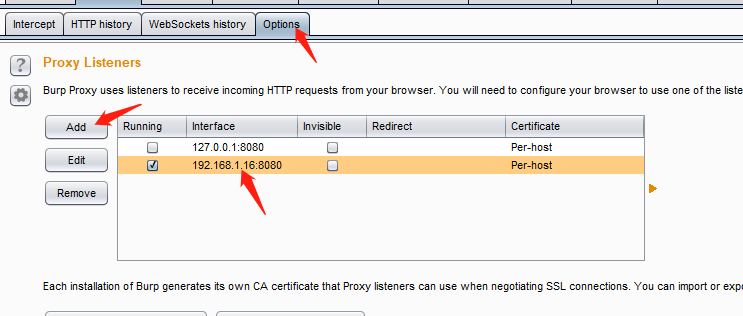 Intercept HTTP history WebSockets history Options
Proxy Listeners
Burp Proxy uses listeners to receive incoming HTTP requests from your browser. You will need to configure your browser to use one of the liste
Add Running Interface Invisible Redirect Certificate
127.0.0.1:8080 Per-host
Edit 192.168.1.16:8080 Per-host
Remove
Each installation of Burp generates its own CA certificate that Proxy listeners can use when negotiating SSL connections. You can import or expo